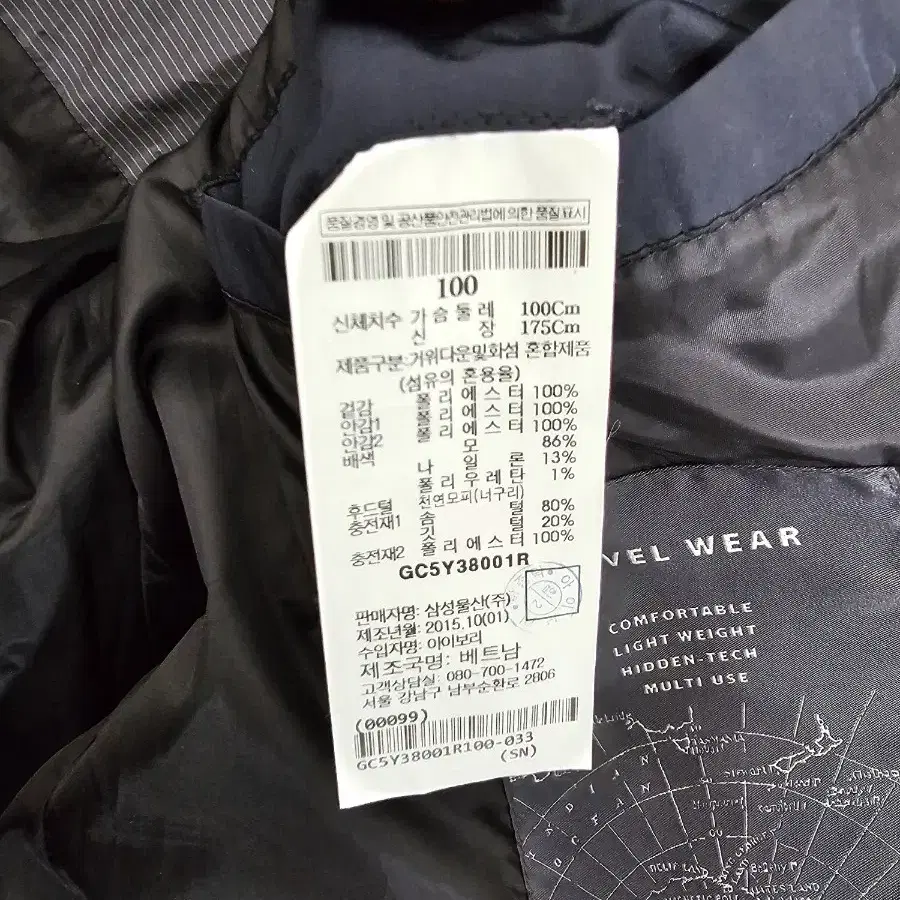 품질경영 및 공산품안전관리법에 의한 품질표시
100
신체치수 가슴둘레 100Cm
신장 175Cm
제품구분:거위다운및화섬 혼합제품
(섬유의 혼용율)
겉감 폴리에스터 100%
안감1 폴리에스터 100%
안감2 폴리에스터 100%
배색 모 86%
나일론 13%
폴리우레탄 1%
후드털 천연모피(너구리)
충전재1 솜털 80%
깃털 20%
충전재2 폴리에스터 100%
GC5Y38001R
판매자명: 삼성물산(주)
제조년월: 2015.10(01)
수입자명: 아이보리
제조국명: 베트남
고객상담실: 080-700-1472
서울 강남구 남부순환로 2806
(00099)
GC5Y38001R100-033
(SN)
VEL WEAR
COMFORTABLE
LIGHT WEIGHT
HIDDEN-TECH
MULTI USE
INDIAN
OCEAN